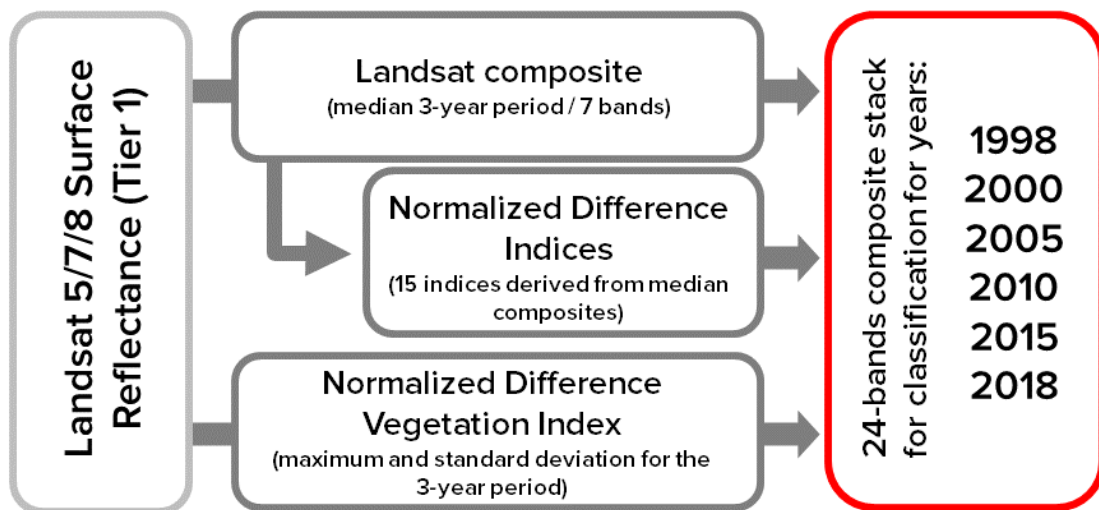 Landsat 5/7/8 Surface
Reflectance (Tier 1)
Landsat composite
(median 3-year period / 7 bands)
Normalized Difference
Indices
(15 indices derived from median
composites)
Normalized Difference
Vegetation Index
(maximum and standard deviation for the
3-year period)
24-bands composite stack
for classification for years:
1998
2000
2005
2010
2015
2018